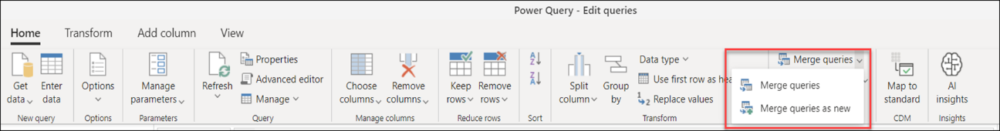 Power Query - Edit queries
Home Transform Add column View
Get data
Enter data
New query
Options
Options
Manage parameters
Parameters
Refresh
Properties
Advanced editor
Manage
Query
Choose columns
Remove columns
Manage columns
Keep rows
Remove rows
Reduce rows
A Z
Z A
Sort
Split column
Group by
Data type
Use first row as hea
1 2 Replace values
Transform
Merge queries
Merge queries
Merge queries as new
Map to standard
CDM
AI insights
Insights